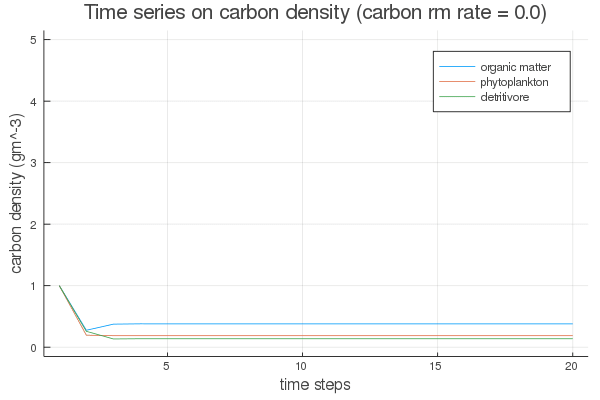 Time series on carbon density (carbon rm rate = 0.0)
carbon density (gm^-3)
5
4
3
2
1
0
organic matter
phytoplankton
detritivore
5
10
15
20
time steps